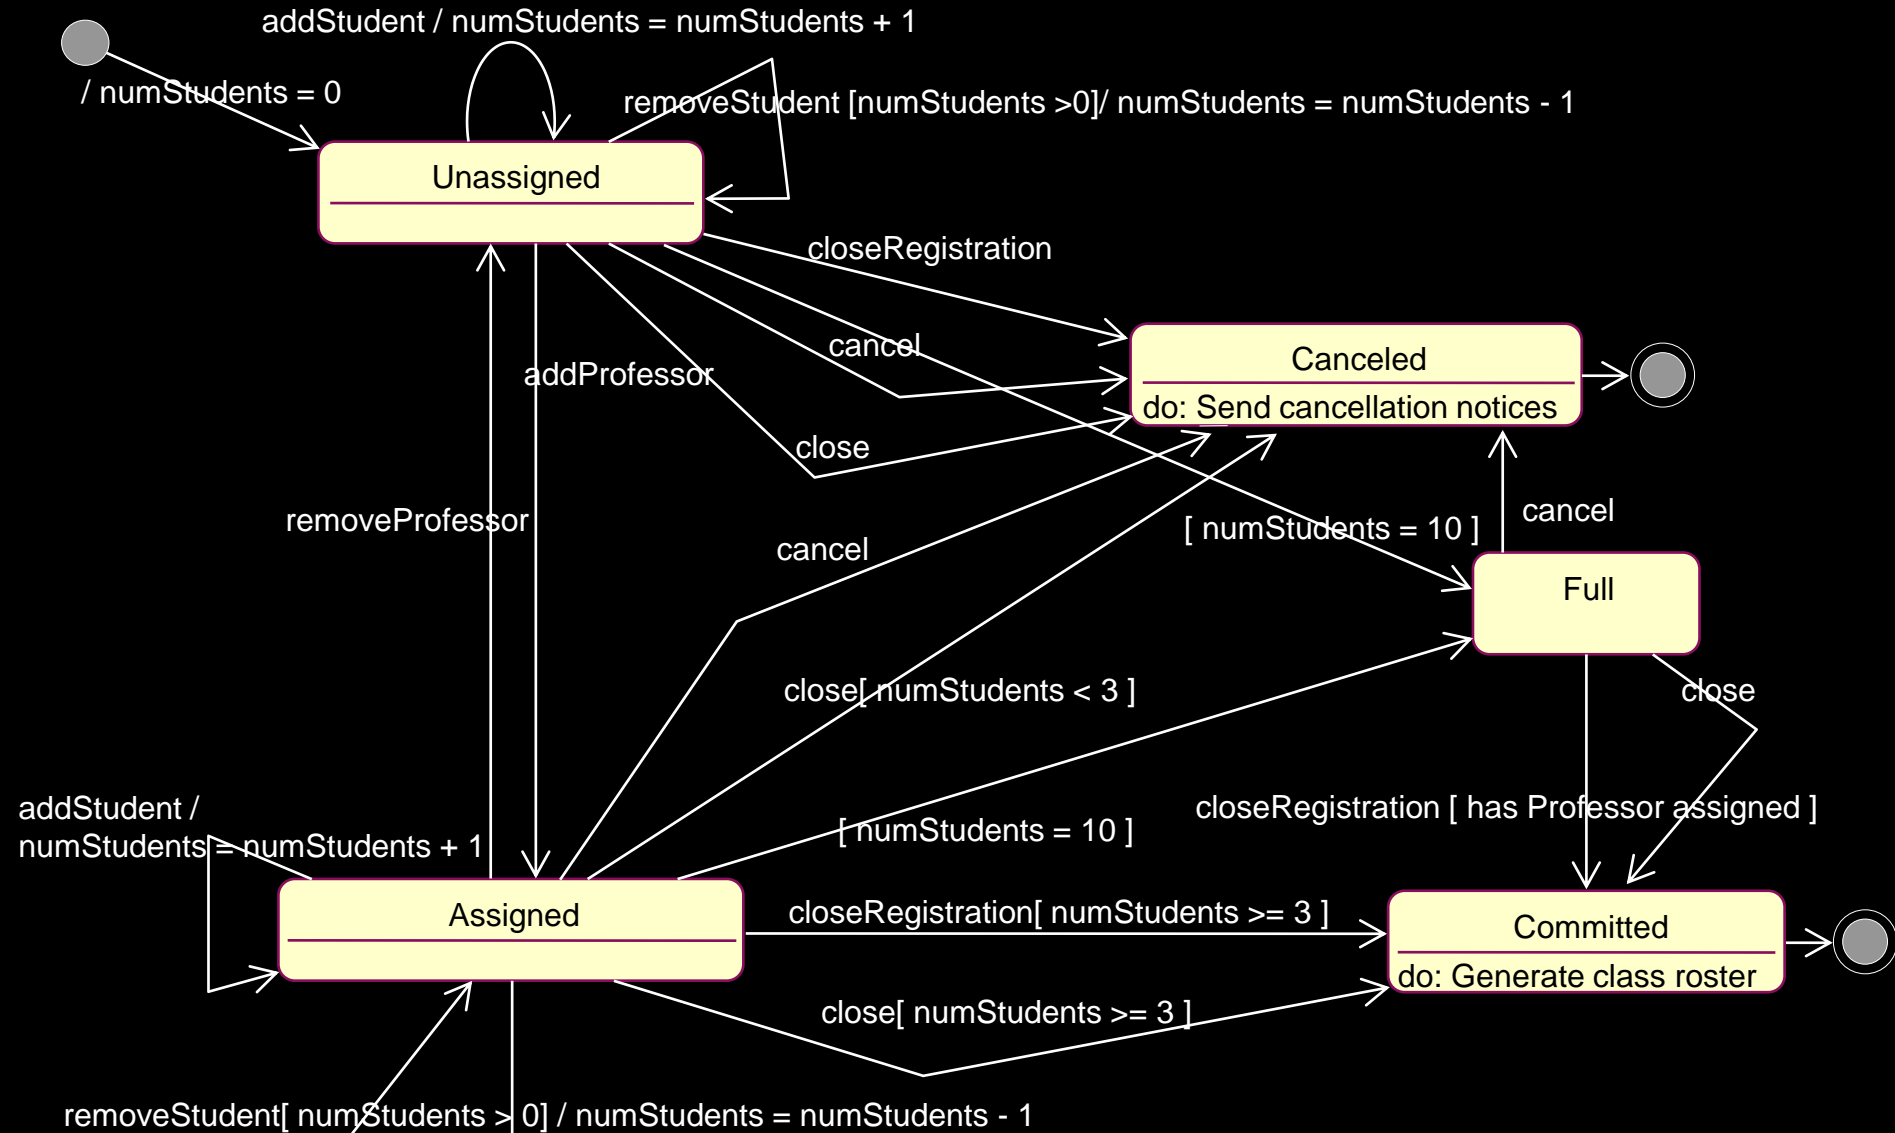 addStudent / numStudents = numStudents + 1
/ numStudents = 0
removeStudent [numStudents >0]/ numStudents = numStudents - 1
Unassigned
closeRegistration
cancel
Canceled
do: Send cancellation notices
addProfessor
close
removeProfessor
cancel
[ numStudents = 10 ]
cancel
Full
close[ numStudents < 3 ]
close
addStudent /
numStudents = numStudents + 1
[ numStudents = 10 ]
closeRegistration [ has Professor assigned ]
Assigned
closeRegistration[ numStudents >= 3 ]
Committed
do: Generate class roster
close[ numStudents >= 3 ]
removeStudent[ numStudents > 0] / numStudents = numStudents - 1